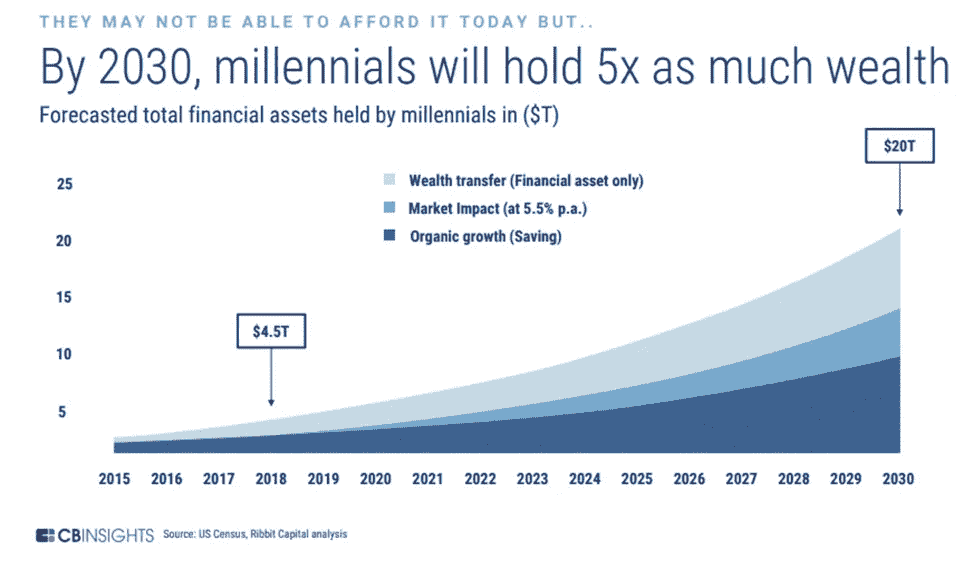 THEY MAY NOT BE ABLE TO AFFORD IT TODAY BUT..
By 2030, millennials will hold 5x as much wealth
Forecasted total financial assets held by millennials in ($T)
$20T
25
Wealth transfer (Financial asset only)
Market Impact (at 5.5% p.a.)
Organic growth (Saving)
20
15
$4.5T
10
5
2015 2016 2017 2018 2019 2020 2021 2022 2023 2024 2025 2026 2027 2028 2029 2030
CBINSIGHTS Source: US Census, Ribbit Capital analysis